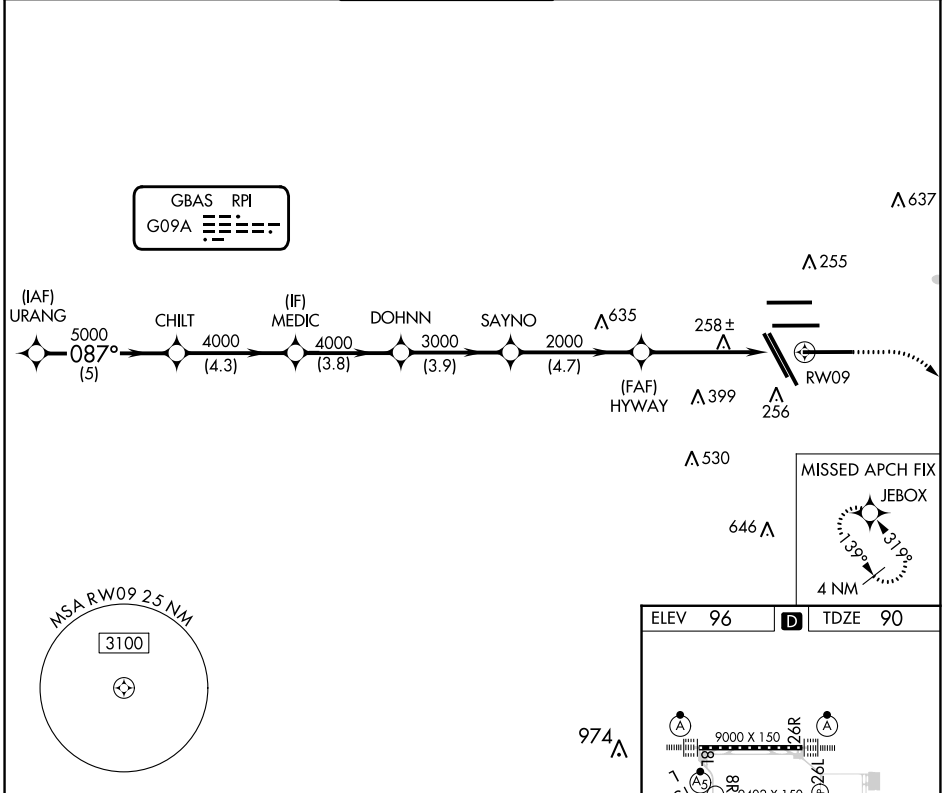 GBAS RPI
G09A
637
255
(IAF)
URANG
5000
087°
(5)
CHILT
4000
(4.3)
(IF)
MEDIC
4000
(3.8)
DOHNN
3000
(3.9)
SAYNO
2000
(4.7)
635
(FAF)
HYWAY
258±
399
256
RW09
530
646
MISSED APCH FIX
JEBOX
139°
319°
4 NM
MSA RW09 25 NM
3100
ELEV 96
D
TDZE 90
974
A
A
9000 X 150
26R
18L
A5
8R
26L
P